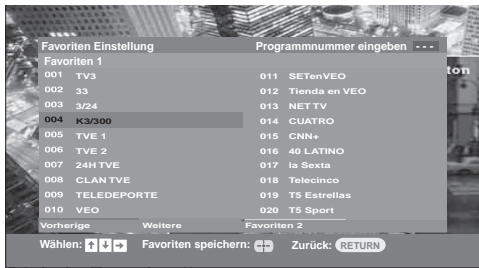 Favoriten Einstellung Programmnummer eingeben - - -
Favoriten 1
001 TV3
002 33
003 3/24
004 K3/300
005 TVE 1
006 TVE 2
007 24H TVE
008 CLAN TVE
009 TELEDEPORTE
010 VEO
011 SETenVEO
012 Tienda en VEO
013 NET TV
014 CUATRO
015 CNN+
016 40 LATINO
017 la Sexta
018 Telecinco
019 T5 Estrellas
020 T5 Sport
ton
Vorherige Weitere Favoriten 2
Wählen: ↑ ↓ → Favoriten speichern: Zurück: RETURN